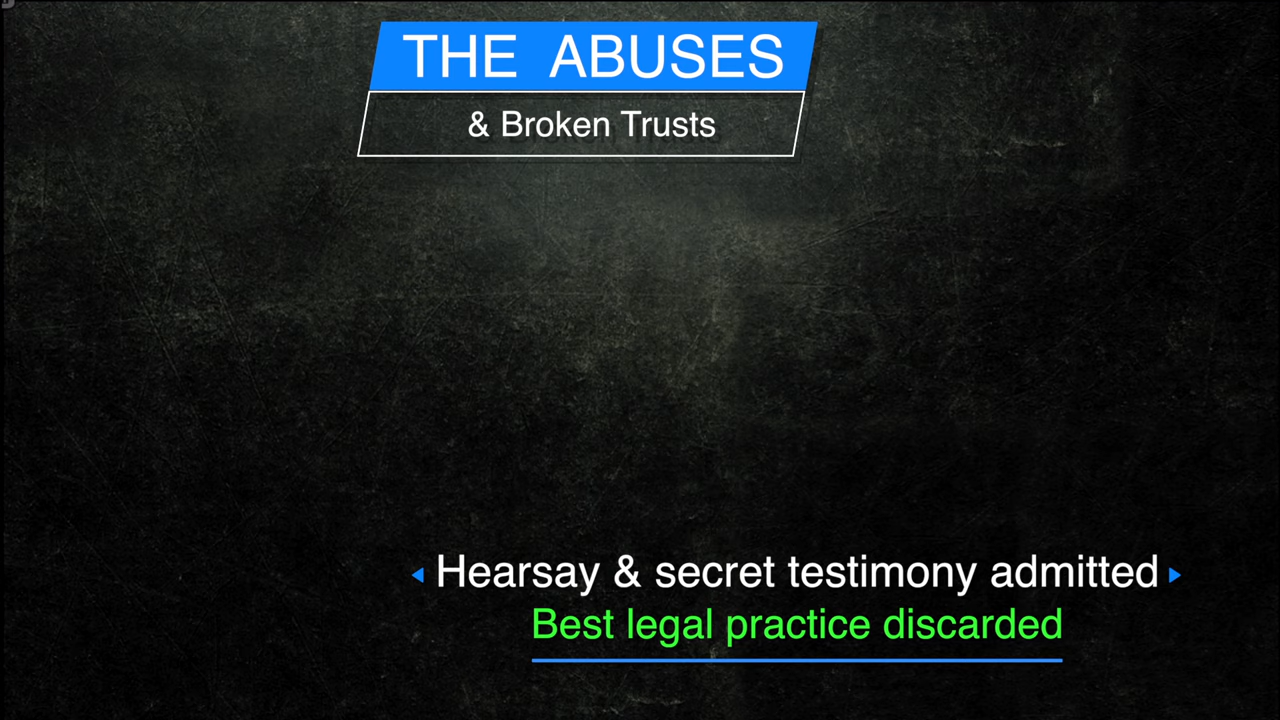 THE ABUSES
& Broken Trusts
Hearsay & secret testimony admitted
Best legal practice discarded